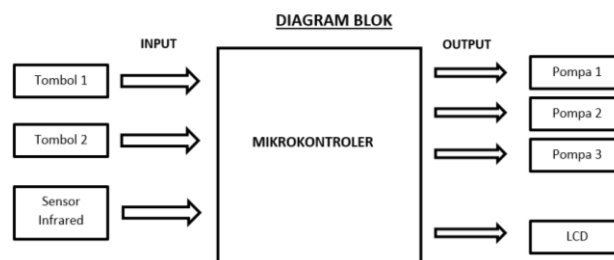 DIAGRAM BLOK
INPUT
OUTPUT
Tombol 1
Tombol 2
Sensor
Infrared
MIKROKONTROLER
Pompa 1
Pompa 2
Pompa 3
LCD